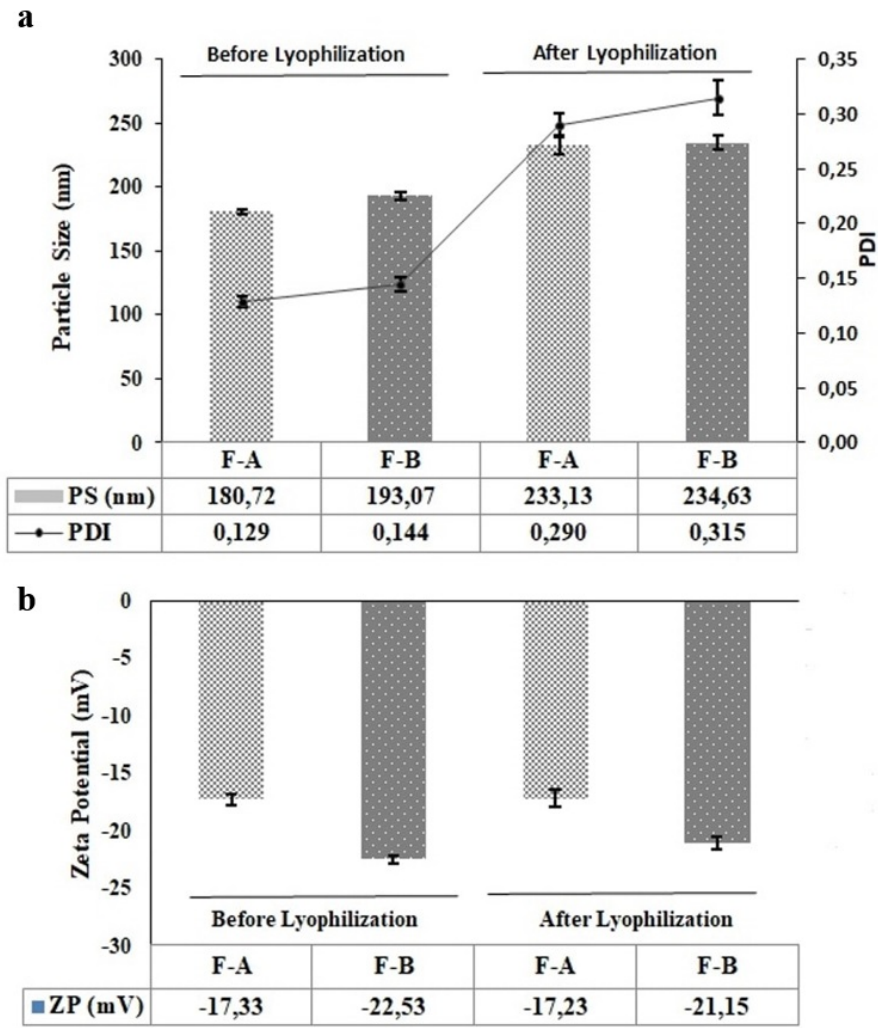 a
Before Lyophilization After Lyophilization
300 0,35
250 0,30
200 0,25
150 0,20
100 0,15
50 0,10
0 0,05
0,00
Particle Size (nm)
PDI
F-A F-B F-A F-B
PS (nm) 180,72 193,07 233,13 234,63
PDI 0,129 0,144 0,290 0,315
b
0
-5
-10
-15
-20
-25
-30
Zeta Potential (mV)
Before Lyophilization After Lyophilization
F-A F-B F-A F-B
ZP (mV) -17,33 -22,53 -17,23 -21,15